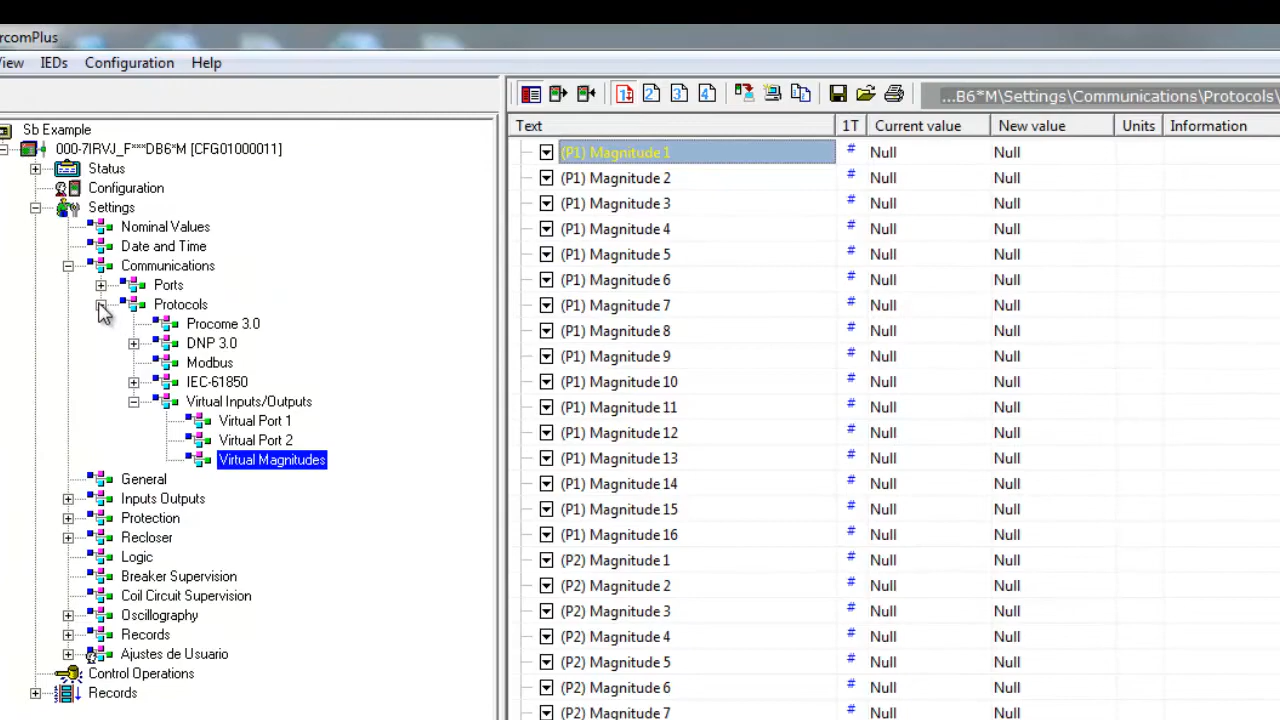 rcomPlus
View IEDs Configuration Help
...B6*M\Settings\Communications\Protocols\
Sb Example
000-7IRVJ_F***DB6*M [CFG01000011]
Status
Configuration
Settings
Nominal Values
Date and Time
Communications
Ports
Protocols
Procome 3.0
DNP 3.0
Modbus
IEC-61850
Virtual Inputs/Outputs
Virtual Port 1
Virtual Port 2
Virtual Magnitudes
General
Inputs Outputs
Protection
Recloser
Logic
Breaker Supervision
Coil Circuit Supervision
Oscillography
Records
Ajustes de Usuario
Control Operations
Records
1 2 3 4
Text 1T Current value New value Units Information
(P1) Magnitude 1 # Null Null
(P1) Magnitude 2 # Null Null
(P1) Magnitude 3 # Null Null
(P1) Magnitude 4 # Null Null
(P1) Magnitude 5 # Null Null
(P1) Magnitude 6 # Null Null
(P1) Magnitude 7 # Null Null
(P1) Magnitude 8 # Null Null
(P1) Magnitude 9 # Null Null
(P1) Magnitude 10 # Null Null
(P1) Magnitude 11 # Null Null
(P1) Magnitude 12 # Null Null
(P1) Magnitude 13 # Null Null
(P1) Magnitude 14 # Null Null
(P1) Magnitude 15 # Null Null
(P1) Magnitude 16 # Null Null
(P2) Magnitude 1 # Null Null
(P2) Magnitude 2 # Null Null
(P2) Magnitude 3 # Null Null
(P2) Magnitude 4 # Null Null
(P2) Magnitude 5 # Null Null
(P2) Magnitude 6 # Null Null
(P2) Magnitude 7 # Null Null